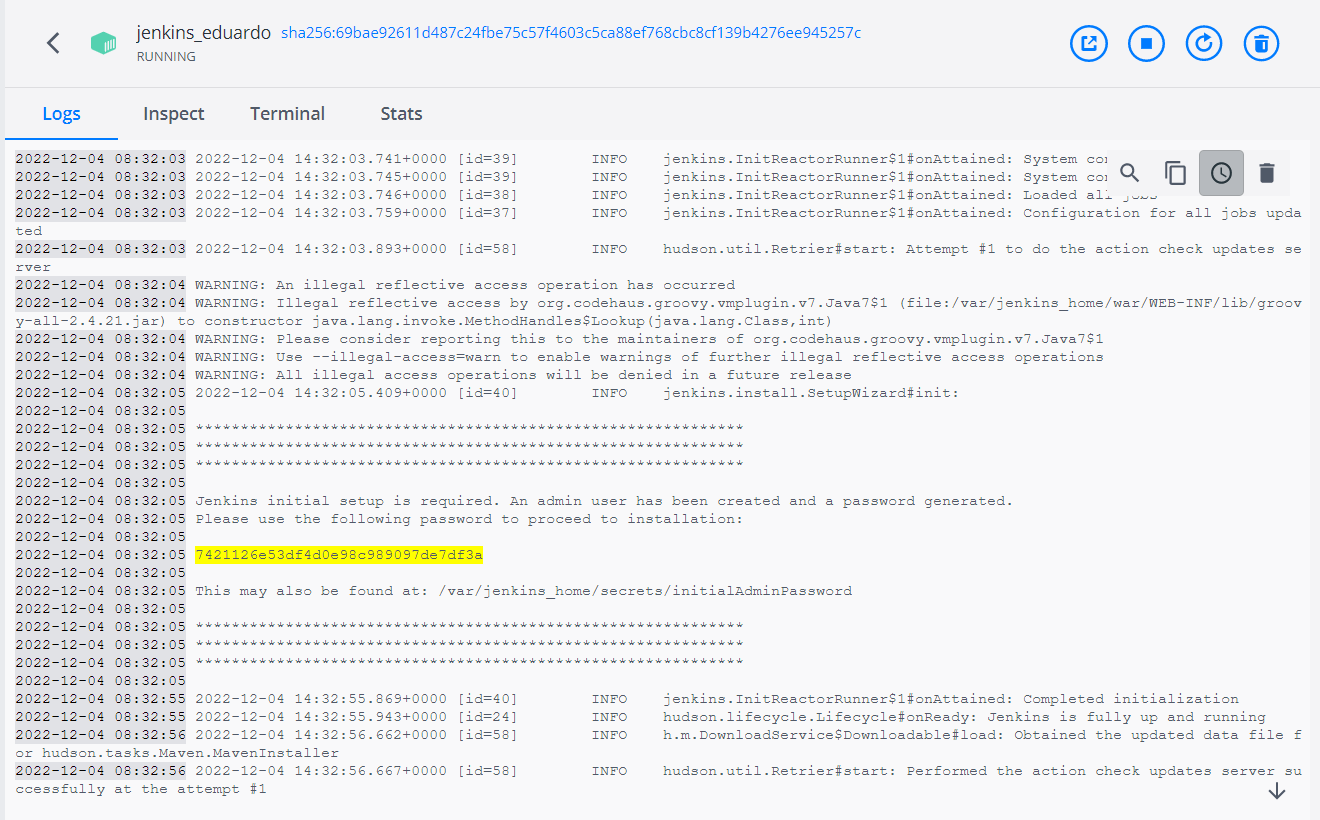 jenkins_eduardo sha256:69bae92611d487c24fbe75c57f4603c5ca88ef768cbc8cf139b4276ee945257c
RUNNING
Logs Inspect Terminal Stats
2022-12-04 08:32:03 2022-12-04 14:32:03.741+0000 [id=39] INFO jenkins.InitReactorRunner$1#onAttained: System
2022-12-04 08:32:03 2022-12-04 14:32:03.745+0000 [id=39] INFO jenkins.InitReactorRunner$1#onAttained: System
2022-12-04 08:32:03 2022-12-04 14:32:03.746+0000 [id=38] INFO jenkins.InitReactorRunner$1#onAttained: Loaded all jobs
2022-12-04 08:32:03 2022-12-04 14:32:03.759+0000 [id=37] INFO jenkins.InitReactorRunner$1#onAttained: Configuration for all jobs upda
ted
2022-12-04 08:32:03 2022-12-04 14:32:03.893+0000 [id=58] INFO hudson.util.Retrier#start: Attempt #1 to do the action check updates se
rver
2022-12-04 08:32:04 WARNING: An illegal reflective access operation has occurred
2022-12-04 08:32:04 WARNING: Illegal reflective access by org.codehaus.groovy.vmplugin.v7.Java7$1 (file:/var/jenkins_home/war/WEB-INF/lib/groov
y-all-2.4.21.jar) to constructor java.lang.invoke.MethodHandles$Lookup(java.lang.Class,int)
2022-12-04 08:32:04 WARNING: Please consider reporting this to the maintainers of org.codehaus.groovy.vmplugin.v7.Java7$1
2022-12-04 08:32:04 WARNING: Use --illegal-access=warn to enable warnings of further illegal reflective access operations
2022-12-04 08:32:04 WARNING: All illegal access operations will be denied in a future release
2022-12-04 08:32:05 2022-12-04 14:32:05.409+0000 [id=40] INFO jenkins.install.SetupWizard#init:
2022-12-04 08:32:05
2022-12-04 08:32:05 *************************************************************
2022-12-04 08:32:05 *************************************************************
2022-12-04 08:32:05 *************************************************************
2022-12-04 08:32:05
2022-12-04 08:32:05 Jenkins initial setup is required. An admin user has been created and a password generated.
2022-12-04 08:32:05 Please use the following password to proceed to installation:
2022-12-04 08:32:05
2022-12-04 08:32:05 7421126e53df4d0e98c989097de7df3a
2022-12-04 08:32:05
2022-12-04 08:32:05 This may also be found at: /var/jenkins_home/secrets/initialAdminPassword
2022-12-04 08:32:05
2022-12-04 08:32:05 *************************************************************
2022-12-04 08:32:05 *************************************************************
2022-12-04 08:32:05 *************************************************************
2022-12-04 08:32:05
2022-12-04 08:32:55 2022-12-04 14:32:55.869+0000 [id=40] INFO jenkins.InitReactorRunner$1#onAttained: Completed initialization
2022-12-04 08:32:55 2022-12-04 14:32:55.943+0000 [id=24] INFO hudson.lifecycle.Lifecycle#onReady: Jenkins is fully up and running
2022-12-04 08:32:56 2022-12-04 14:32:56.662+0000 [id=58] INFO h.m.DownloadService$Downloadable#load: Obtained the updated data file f
or hudson.tasks.Maven.MavenInstaller
2022-12-04 08:32:56 2022-12-04 14:32:56.667+0000 [id=58] INFO hudson.util.Retrier#start: Performed the action check updates server su
ccessfully at the attempt #1